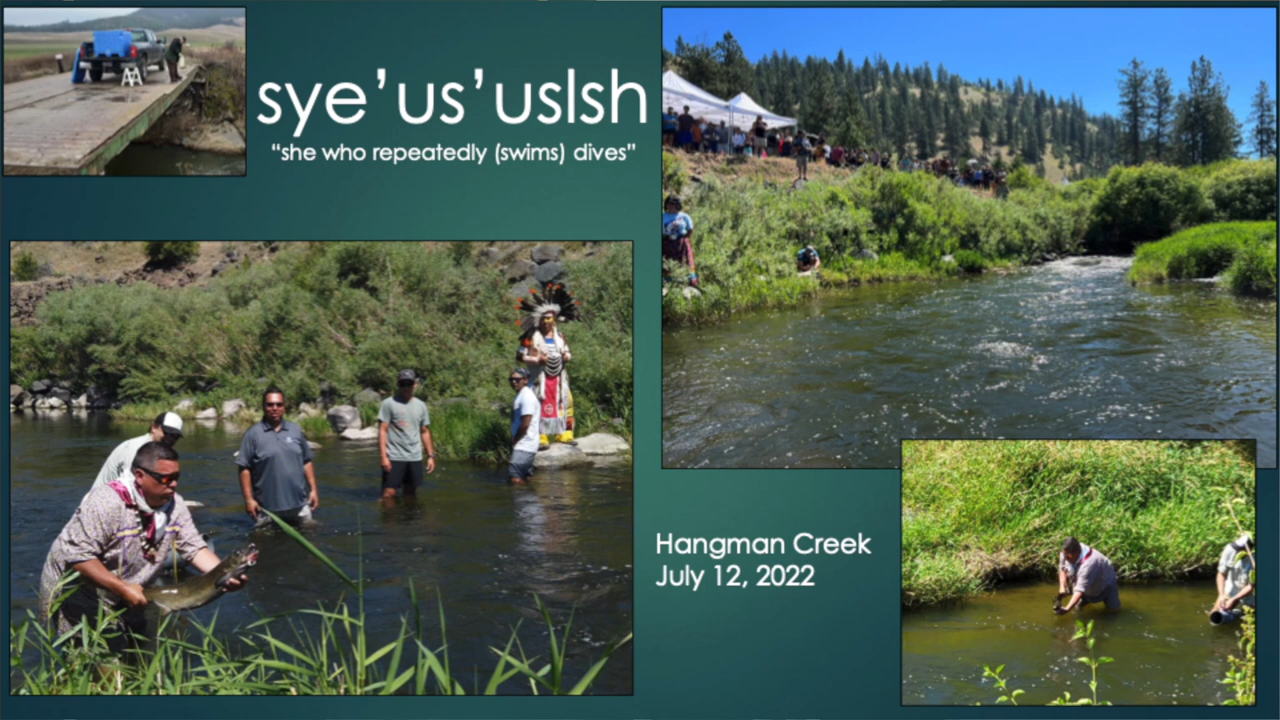 sye’us’uslsh
“she who repeatedly (swims) dives”
Hangman Creek
July 12, 2022